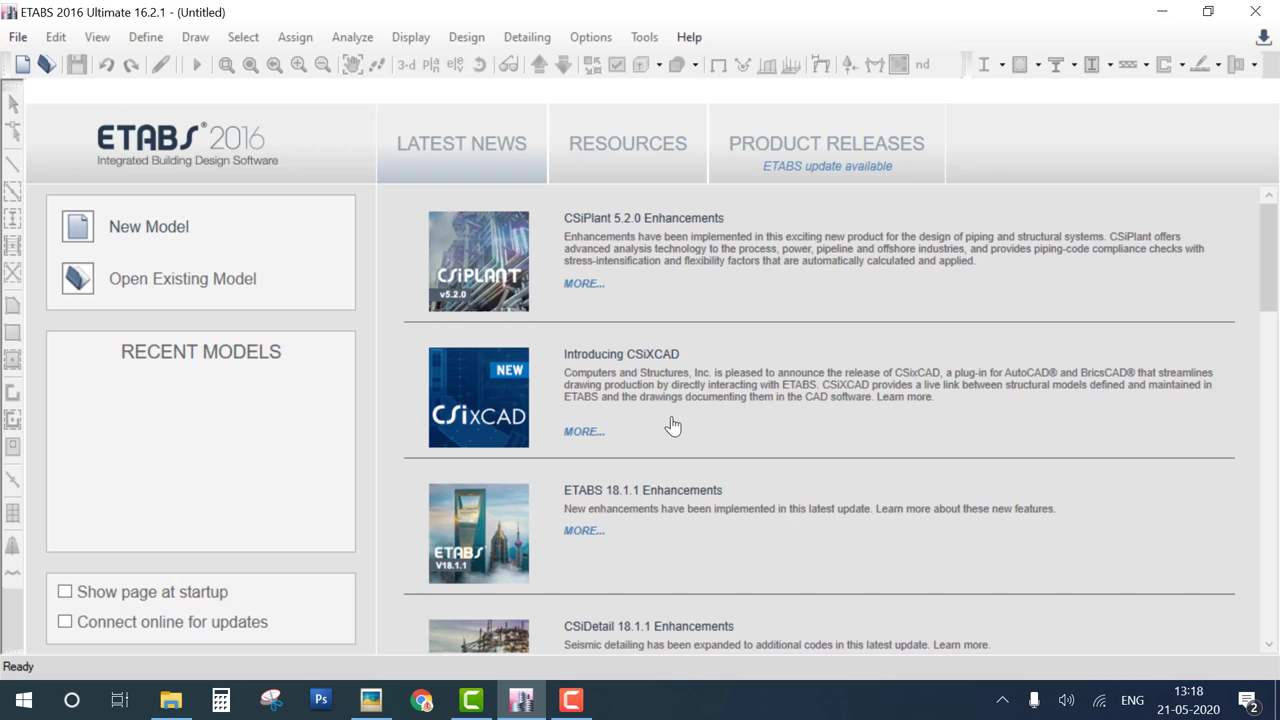 ETABS 2016 Ultimate 16.2.1 - (Untitled)
File Edit View Define Draw Select Assign Analyze Display Design Detailing Options Tools Help
3-d nd
ETABS® 2016
Integrated Building Design Software
LATEST NEWS
RESOURCES
PRODUCT RELEASES
ETABS update available
New Model
Open Existing Model
RECENT MODELS
Show page at startup
Connect online for updates
CSiPLANT
v5.2.0
CSiPlant 5.2.0 Enhancements
Enhancements have been implemented in this exciting new product for the design of piping and structural systems. CSiPlant offers
advanced analysis technology to the process, power, pipeline and offshore industries, and provides piping-code compliance checks with
stress-intensification and flexibility factors that are automatically calculated and applied.
MORE...
NEW
CSiXCAD
Introducing CSiXCAD
Computers and Structures, Inc. is pleased to announce the release of CSixCAD, a plug-in for AutoCAD® and BricsCAD® that streamlines
drawing production by directly interacting with ETABS. CSiXCAD provides a live link between structural models defined and maintained in
ETABS and the drawings documenting them in the CAD software. Learn more.
MORE...
ETABS
V18.1.1
ETABS 18.1.1 Enhancements
New enhancements have been implemented in this latest update. Learn more about these new features.
MORE...
CSiDetail 18.1.1 Enhancements
Seismic detailing has been expanded to additional codes in this latest update. Learn more.
Ready
Ps
ENG
13:18
21-05-2020
2